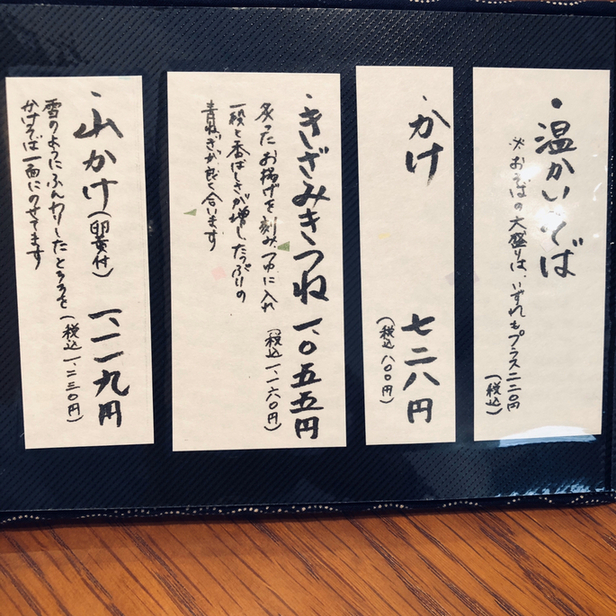 ・温かいそば
※おそばの大盛りは、いずれもプラス二二〇円
(税込)
・かけ
七二八円
(税込八〇〇円)
・きざみきつね
一、〇五五円
(税込一、一六〇円)
炙ったお揚げを刻みつゆに入れ
一段と香ばしさが増したっぷりの
青ねぎが良く合います
・山かけ(卵黄付)
一、一一九円
(税込一、二三〇円)
雪のようにふんわりしたとろろを
かけそば一面にのせてます